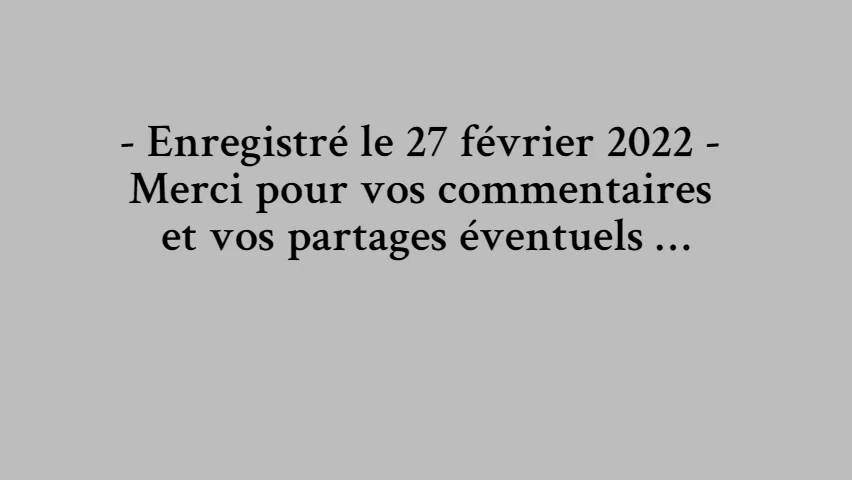 - Enregistré le 27 février 2022 -
Merci pour vos commentaires
et vos partages éventuels ...